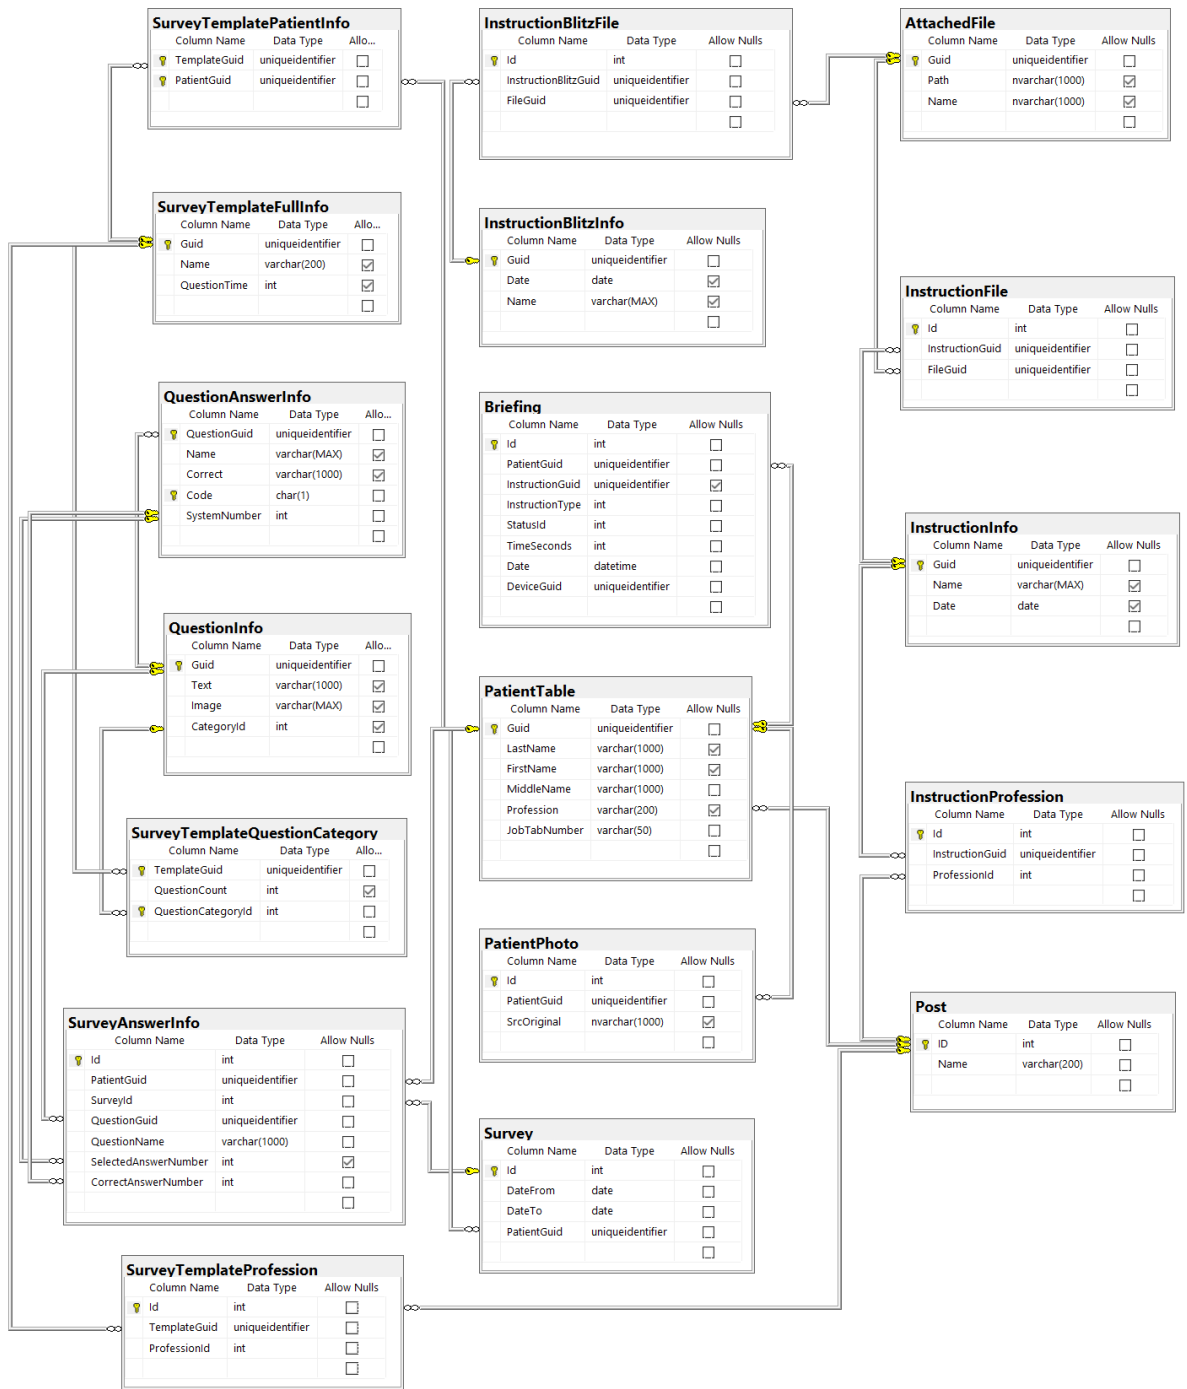 SurveyTemplatePatientInfo
Column Name Data Type Allo...
TemplateGuid uniqueidentifier
PatientGuid uniqueidentifier
SurveyTemplateFullInfo
Column Name Data Type Allo...
Guid uniqueidentifier
Name varchar(200)
QuestionTime int
QuestionAnswerInfo
Column Name Data Type Allo...
QuestionGuid uniqueidentifier
Name varchar(MAX)
Correct varchar(1000)
Code char(1)
SystemNumber int
QuestionInfo
Column Name Data Type Allo...
Guid uniqueidentifier
Text varchar(1000)
Image varchar(MAX)
CategoryId int
SurveyTemplateQuestionCategory
Column Name Data Type Allo...
TemplateGuid uniqueidentifier
QuestionCount int
QuestionCategoryId int
SurveyAnswerInfo
Column Name Data Type Allow Nulls
Id int
PatientGuid uniqueidentifier
SurveyId int
QuestionGuid uniqueidentifier
QuestionName varchar(1000)
SelectedAnswerNumber int
CorrectAnswerNumber int
SurveyTemplateProfession
Column Name Data Type Allow Nulls
Id int
TemplateGuid uniqueidentifier
ProfessionId int
InstructionBlitzFile
Column Name Data Type Allow Nulls
Id int
InstructionBlitzGuid uniqueidentifier
FileGuid uniqueidentifier
InstructionBlitzInfo
Column Name Data Type Allow Nulls
Guid uniqueidentifier
Date date
Name varchar(MAX)
Briefing
Column Name Data Type Allow Nulls
Id int
PatientGuid uniqueidentifier
InstructionGuid uniqueidentifier
InstructionType int
StatusId int
TimeSeconds int
Date datetime
DeviceGuid uniqueidentifier
PatientTable
Column Name Data Type Allow Nulls
Guid uniqueidentifier
LastName varchar(1000)
FirstName varchar(1000)
MiddleName varchar(1000)
Profession varchar(200)
JobTabNumber varchar(50)
PatientPhoto
Column Name Data Type Allow Nulls
Id int
PatientGuid uniqueidentifier
SrcOriginal nvarchar(1000)
Survey
Column Name Data Type Allow Nulls
Id int
DateFrom date
DateTo date
PatientGuid uniqueidentifier
AttachedFile
Column Name Data Type Allow Nulls
Guid uniqueidentifier
Path nvarchar(1000)
Name nvarchar(1000)
InstructionFile
Column Name Data Type Allow Nulls
Id int
InstructionGuid uniqueidentifier
FileGuid uniqueidentifier
InstructionInfo
Column Name Data Type Allow Nulls
Guid uniqueidentifier
Name varchar(MAX)
Date date
InstructionProfession
Column Name Data Type Allow Nulls
Id int
InstructionGuid uniqueidentifier
ProfessionId int
Post
Column Name Data Type Allow Nulls
ID int
Name varchar(200)